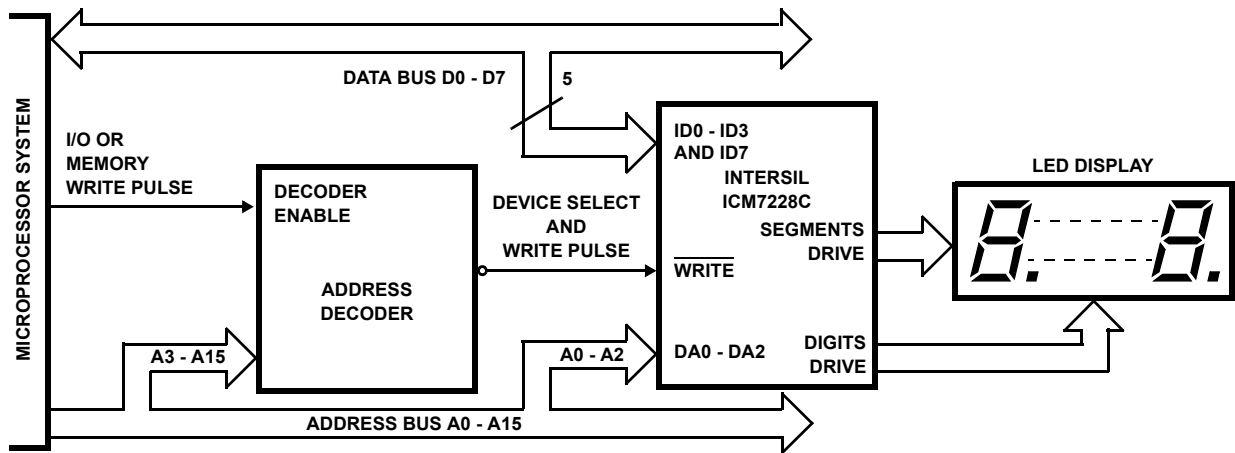 MICROPROCESSOR SYSTEM
DATA BUS D0 - D7
5
I/O OR
MEMORY
WRITE PULSE
DECODER
ENABLE
ADDRESS
DECODER
DEVICE SELECT
AND
WRITE PULSE
ID0 - ID3
AND ID7
INTERSIL
ICM7228C
SEGMENTS
DRIVE
WRITE
DA0 - DA2
DIGITS
DRIVE
LED DISPLAY
8. 8.
A3 - A15
A0 - A2
ADDRESS BUS A0 - A15